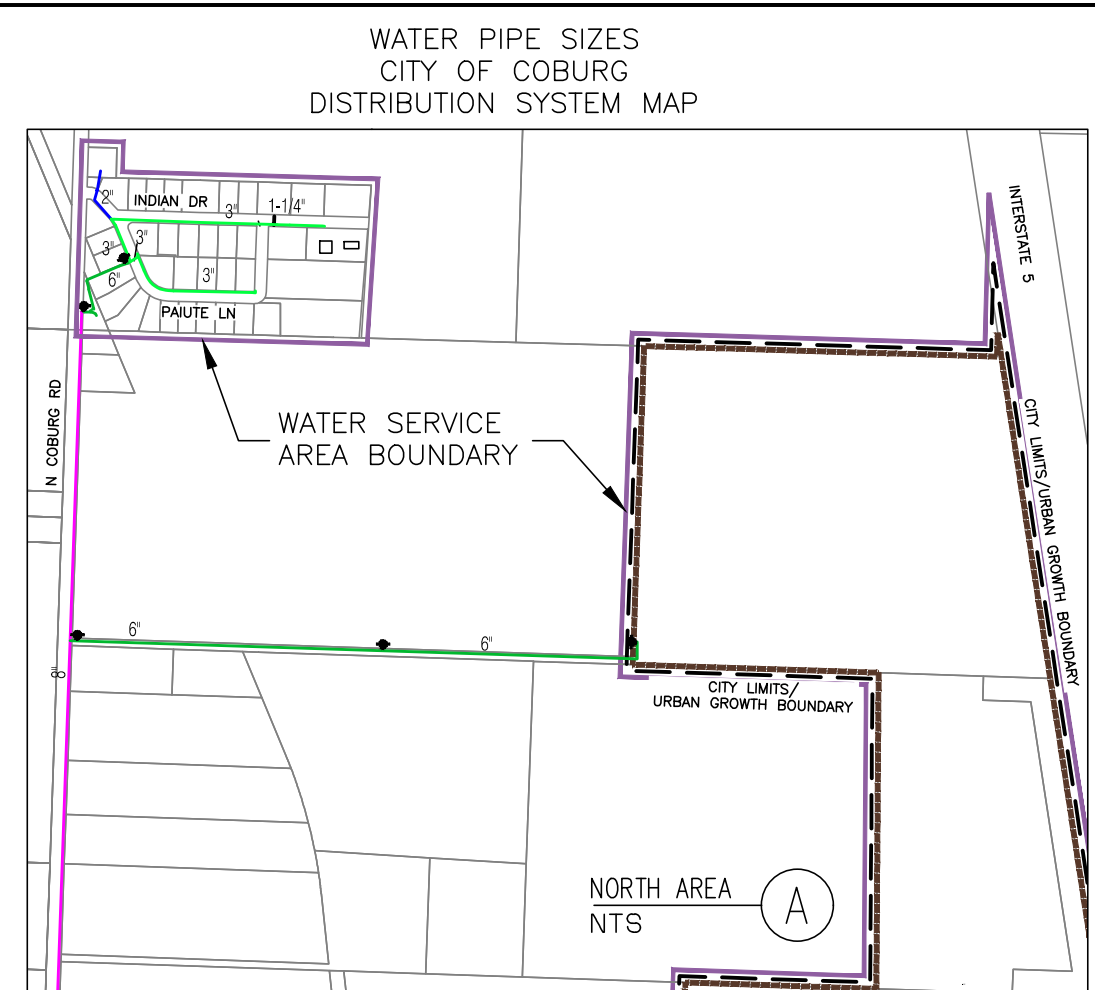 WATER PIPE SIZES
CITY OF COBURG
DISTRIBUTION SYSTEM MAP
2"
INDIAN DR
3"
1-1/4"
3"
3"
6"
3"
PAIUTE LN
INTERSTATE 5
N COBURG RD
WATER SERVICE
AREA BOUNDARY
CITY LIMITS/URBAN GROWTH BOUNDARY
6"
6"
8"
CITY LIMITS/
URBAN GROWTH BOUNDARY
NORTH AREA
NTS
A